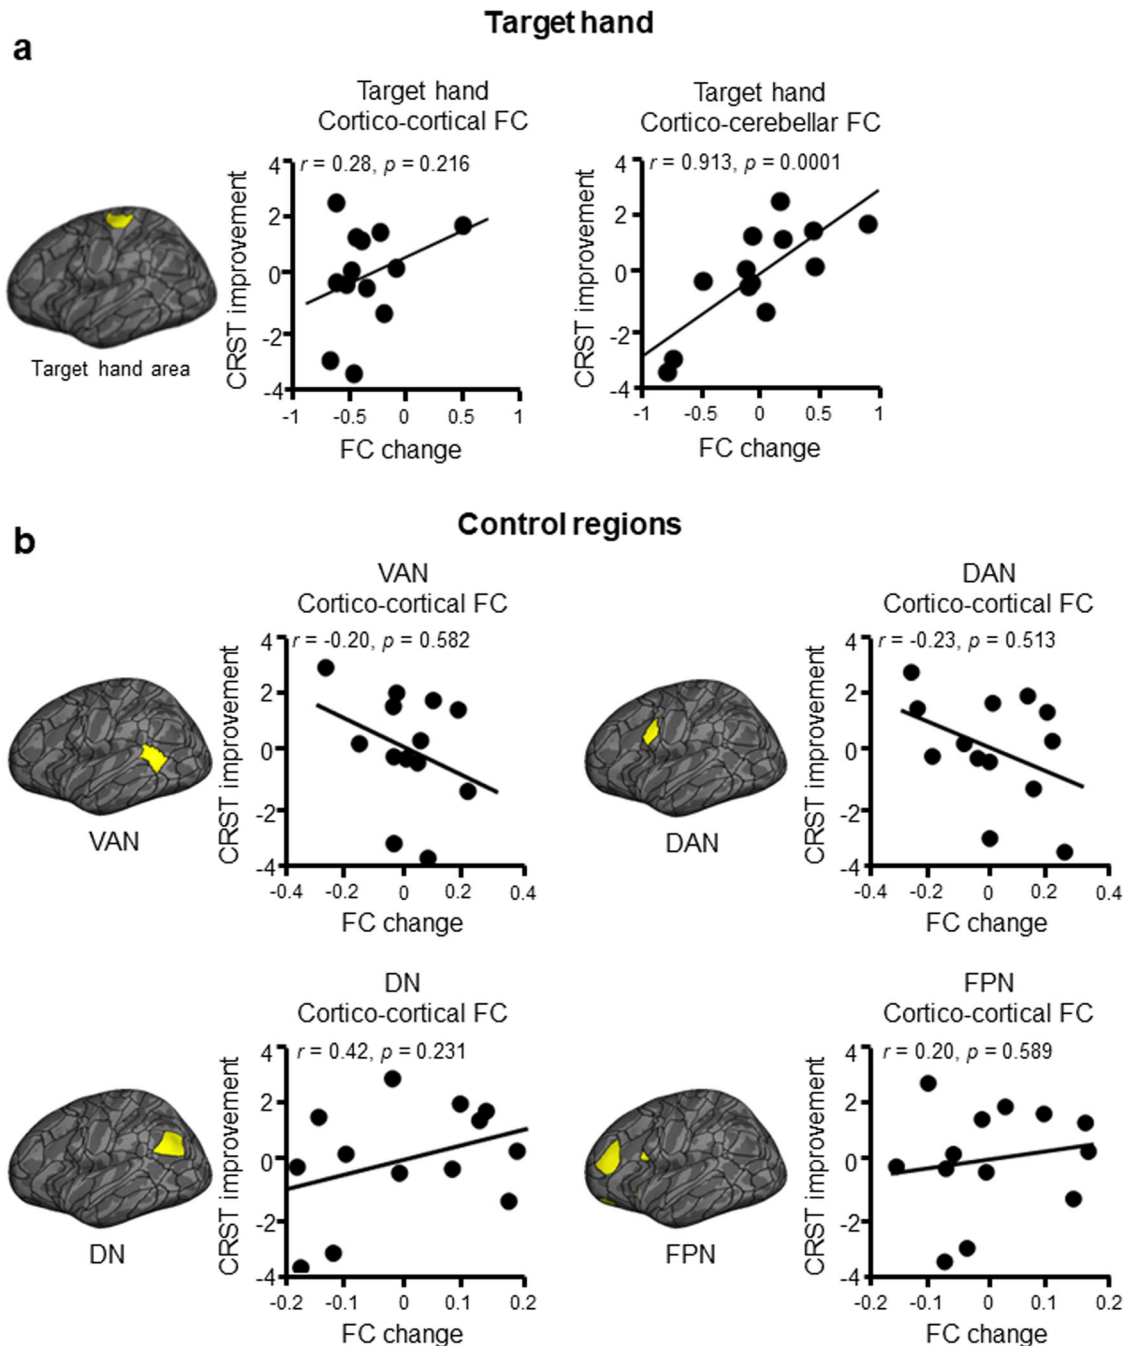 Target hand
a
Target hand
Cortico-cortical FC
r = 0.28, p = 0.216
CRST improvement
4
2
0
-2
-4
-1
-0.5
0
0.5
1
FC change
Target hand area
Target hand
Cortico-cerebellar FC
r = 0.913, p = 0.0001
CRST improvement
4
2
0
-2
-4
-1
-0.5
0
0.5
1
FC change
Control regions
b
VAN
Cortico-cortical FC
r = -0.20, p = 0.582
CRST improvement
4
2
0
-2
-4
-0.4
-0.2
0
0.2
0.4
FC change
VAN
DAN
Cortico-cortical FC
r = -0.23, p = 0.513
CRST improvement
4
2
0
-2
-4
-0.4
-0.2
0
0.2
0.4
FC change
DAN
DN
Cortico-cortical FC
r = 0.42, p = 0.231
CRST improvement
4
2
0
-2
-4
-0.2
-0.1
0
0.1
0.2
FC change
DN
FPN
Cortico-cortical FC
r = 0.20, p = 0.589
CRST improvement
4
2
0
-2
-4
-0.2
-0.1
0
0.1
0.2
FC change
FPN